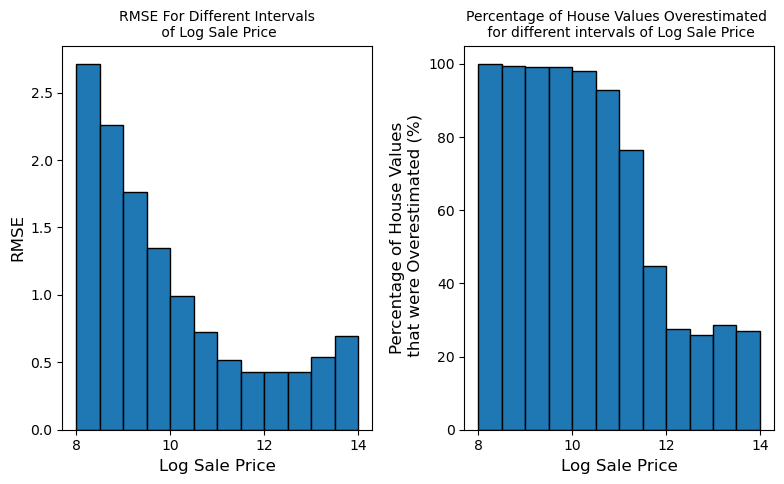 RMSE For Different Intervals
of Log Sale Price
RMSE
2.5
2.0
1.5
1.0
0.5
0.0
8
10
12
14
Log Sale Price
Percentage of House Values Overestimated
for different intervals of Log Sale Price
Percentage of House Values
that were Overestimated (%)
100
80
60
40
20
0
8
10
12
14
Log Sale Price